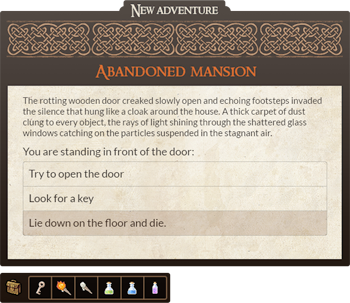 New adventure
Abandoned mansion
The rotting wooden door creaked slowly open and echoing footsteps invaded
the silence that hung like a cloak around the house. A thick carpet of dust
clung to every object, the rays of light shining through the shattered glass
windows catching on the particles suspended in the stagnant air.
You are standing in front of the door:
Try to open the door
Look for a key
Lie down on the floor and die.